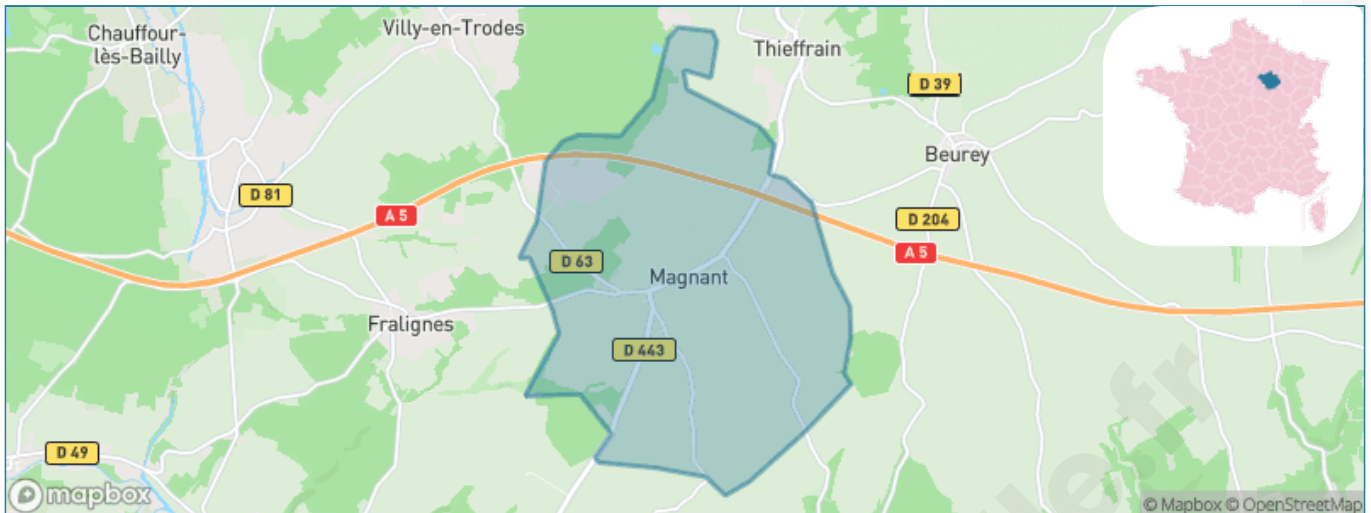 Chauffour-
lès-Bailly
Villy-en-Trodes
Thieffrain
D 39
Beurey
D 81
A 5
D 204
A 5
D 63
Magnant
Fralignes
D 443
D 49
mapbox
© Mapbox © OpenStreetMap